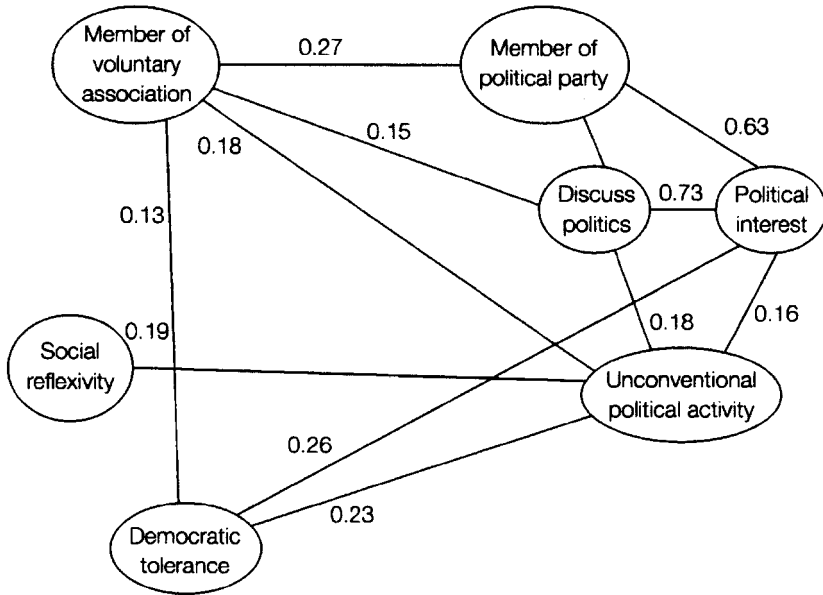 Member of
voluntary
association
0.27
Member of
political party
0.63
0.18
0.15
Discuss
politics
0.73
Political
interest
0.13
0.19
Social
reflexivity
0.18
0.16
Unconventional
political activity
0.26
0.23
Democratic
tolerance